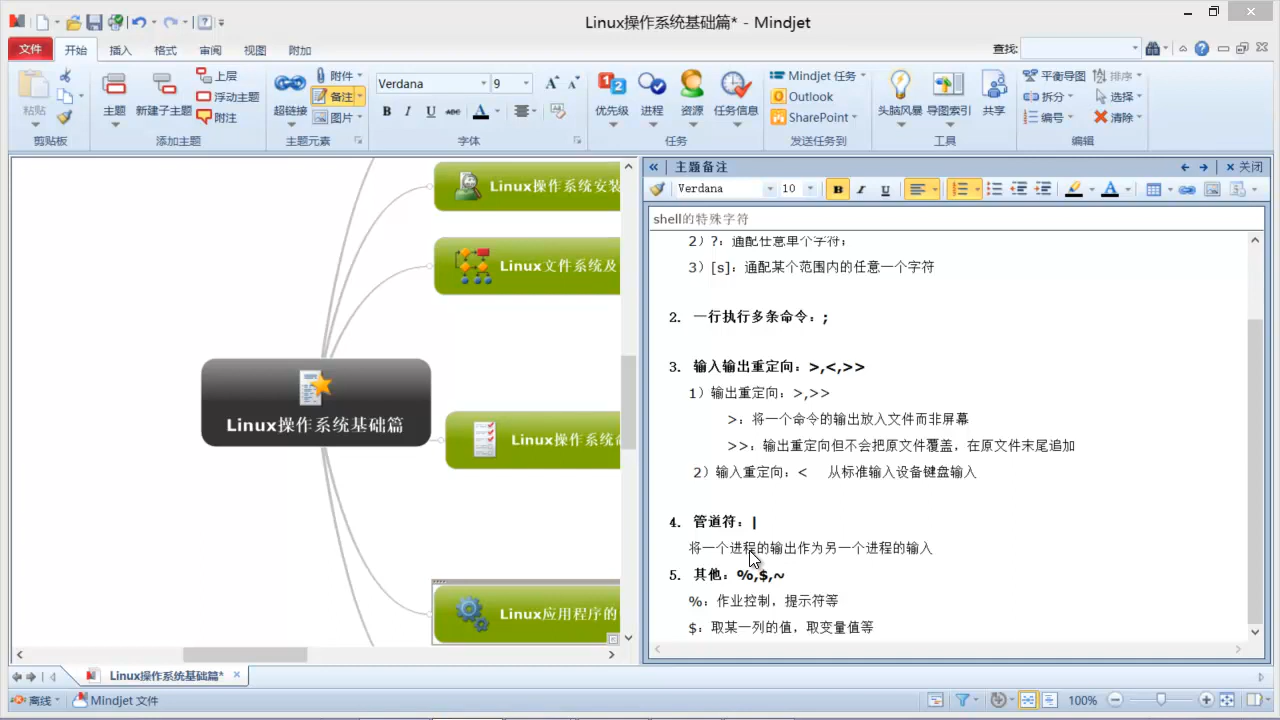 Linux操作系统基础篇* - Mindjet
文件 开始 插入 格式 审阅 视图 附加 查找:
粘贴 主题 新建子主题 上层 浮动主题 附注 超链接 附件 备注 图片 Verdana 9 优先级 进程 资源 任务信息 Mindjet 任务 Outlook SharePoint 头脑风暴 导图索引 共享 平衡导图 拆分 编号 排序 选择 清除
B I U abc A
剪贴板 添加主题 主题元素 字体 任务 发送任务到 工具 编辑
Linux操作系统安装
Linux文件系统及
Linux操作系统基础篇
Linux操作系统
Linux应用程序的
主题备注 关闭
Verdana 10 B I U A
shell的特殊字符
2）?：通配任意单个字符;
3）[s]：通配某个范围内的任意一个字符
2. 一行执行多条命令：;
3. 输入输出重定向：>,<,>>
1）输出重定向：>,>>
>：将一个命令的输出放入文件而非屏幕
>>：输出重定向但不会把原文件覆盖，在原文件末尾追加
2）输入重定向：< 从标准输入设备键盘输入
4. 管道符：|
将一个进程的输出作为另一个进程的输入
5. 其他：%,$,~
%：作业控制，提示符等
$：取某一列的值，取变量值等
Linux操作系统基础篇*
离线 Mindjet 文件 100%